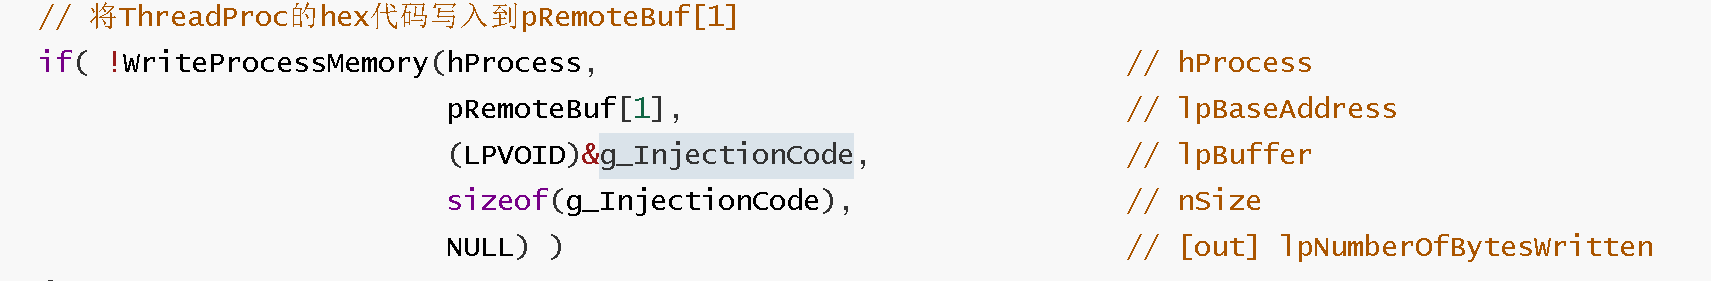 // 将ThreadProc的hex代码写入到pRemoteBuf[1]
if( !WriteProcessMemory(hProcess, // hProcess
pRemoteBuf[1], // lpBaseAddress
(LPVOID)&g_InjectionCode, // lpBuffer
sizeof(g_InjectionCode), // nSize
NULL) ) // [out] lpNumberOfBytesWritten